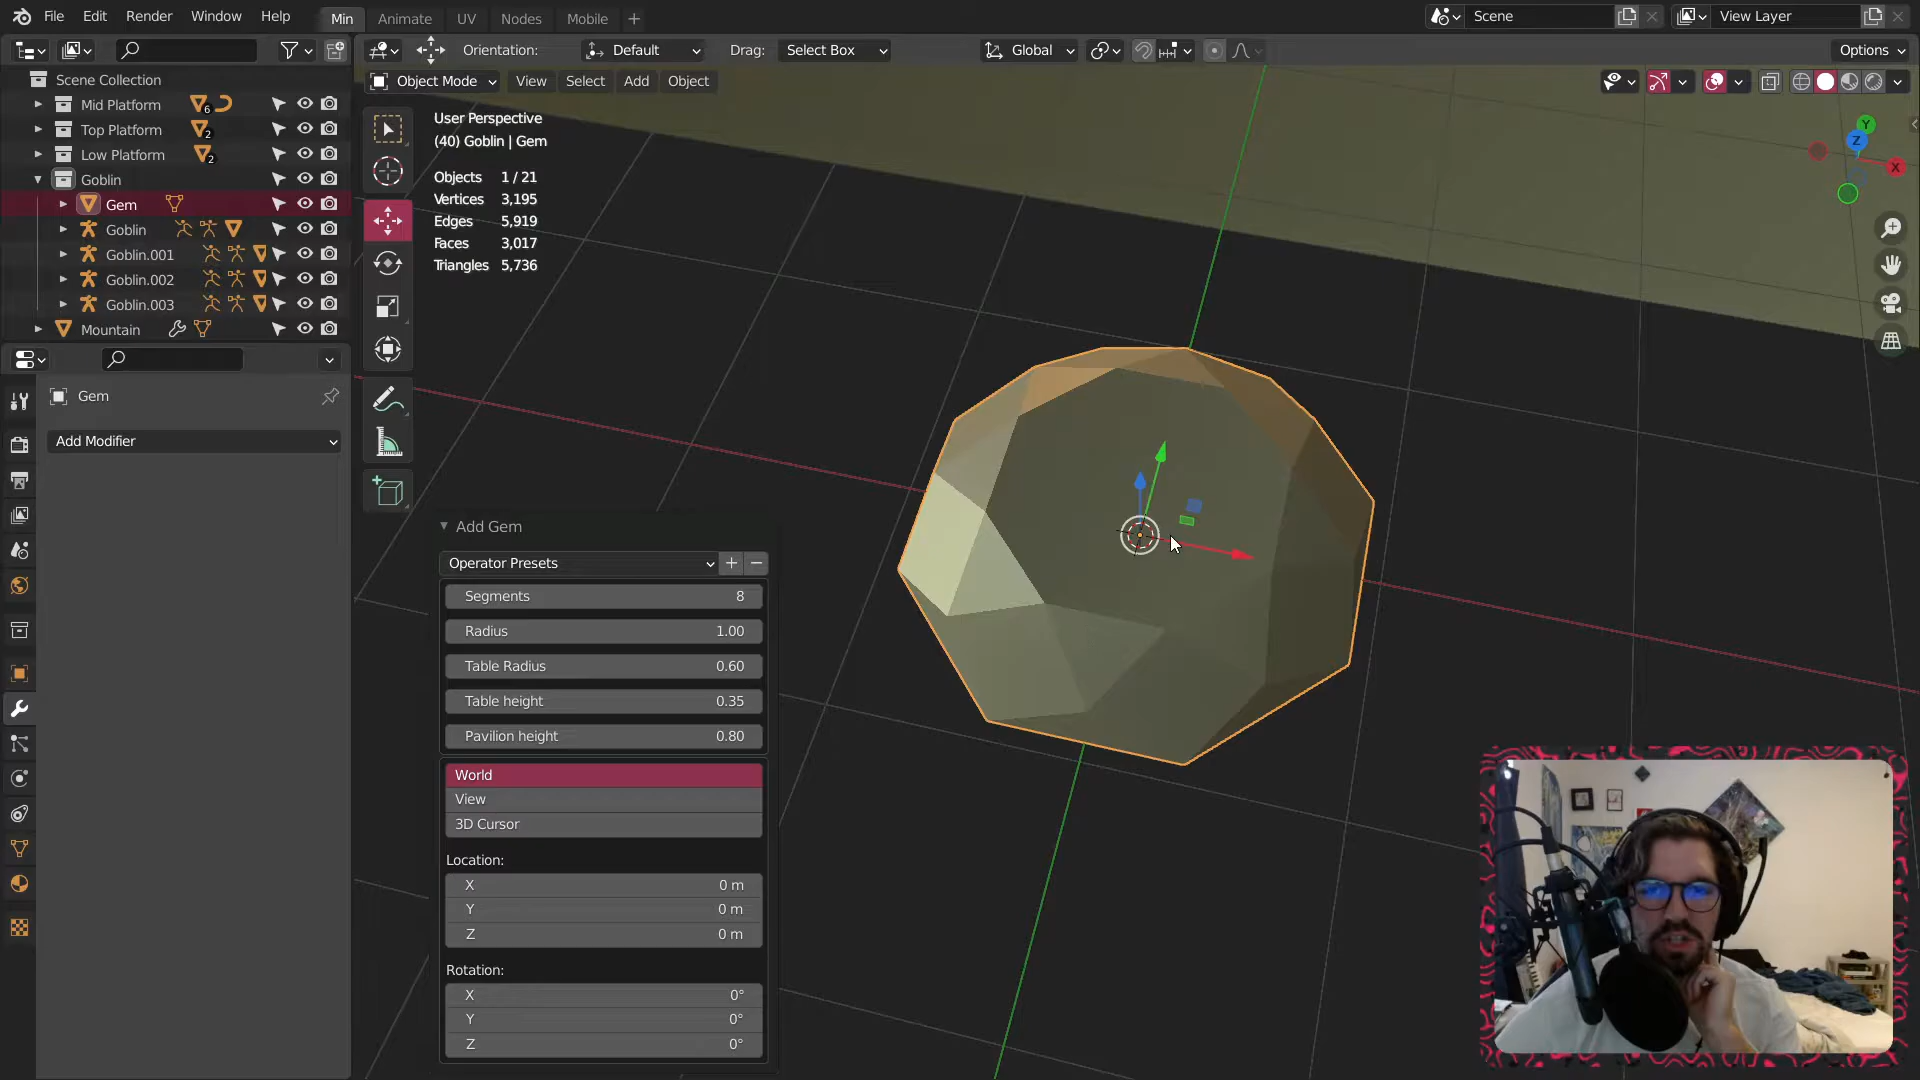 File Edit Render Window Help Min Animate UV Nodes Mobile + Scene View Layer
Orientation: Default Drag: Select Box Global Options
Object Mode View Select Add Object
Scene Collection
Mid Platform 6
Top Platform 2
Low Platform 2
Goblin
Gem
Goblin
Goblin.001
Goblin.002
Goblin.003
Mountain
Gem
Add Modifier
User Perspective
(40) Goblin | Gem
Objects 1 / 21
Vertices 3,195
Edges 5,919
Faces 3,017
Triangles 5,736
Y
Z
X
Add Gem
Operator Presets
Segments 8
Radius 1.00
Table Radius 0.60
Table height 0.35
Pavilion height 0.80
World
View
3D Cursor
Location:
X 0 m
Y 0 m
Z 0 m
Rotation:
X 0°
Y 0°
Z 0°